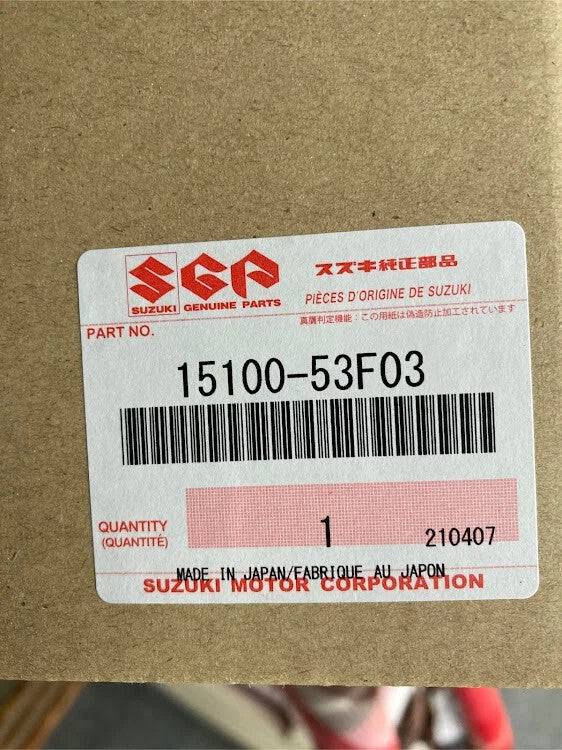 SGP
スズキ純正部品
SUZUKI GENUINE PARTS
PIÈCES D'ORIGINE DE SUZUKI
真贋判定機能：この用紙は偽造防止加工されています
PART NO.
15100-53F03
QUANTITY
(QUANTITÉ)
1
210407
MADE IN JAPAN/FABRIQUE AU JAPON
SUZUKI MOTOR CORPORATION